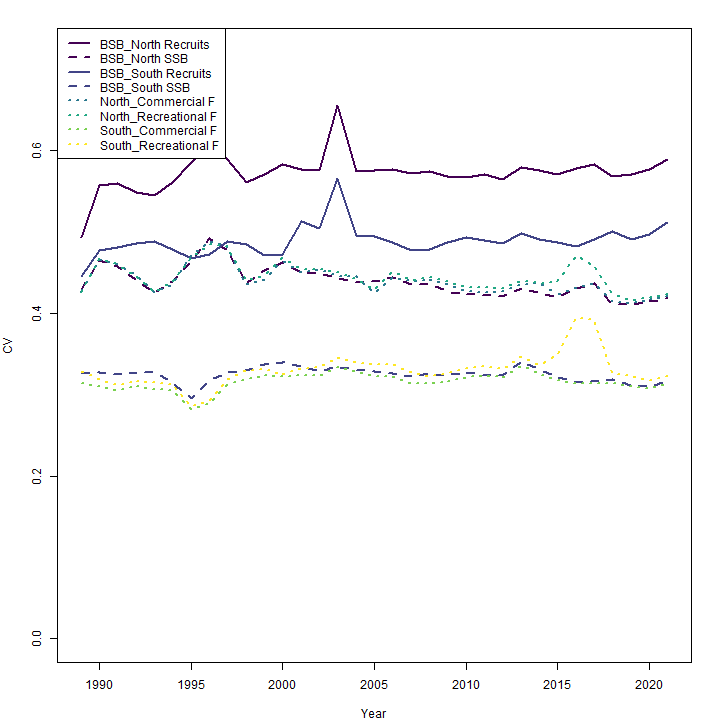 BSB_North Recruits
BSB_North SSB
BSB_South Recruits
BSB_South SSB
North_Commercial F
North_Recreational F
South_Commercial F
South_Recreational F
0.6
0.4
CV
0.2
0.0
1990 1995 2000 2005 2010 2015 2020
Year